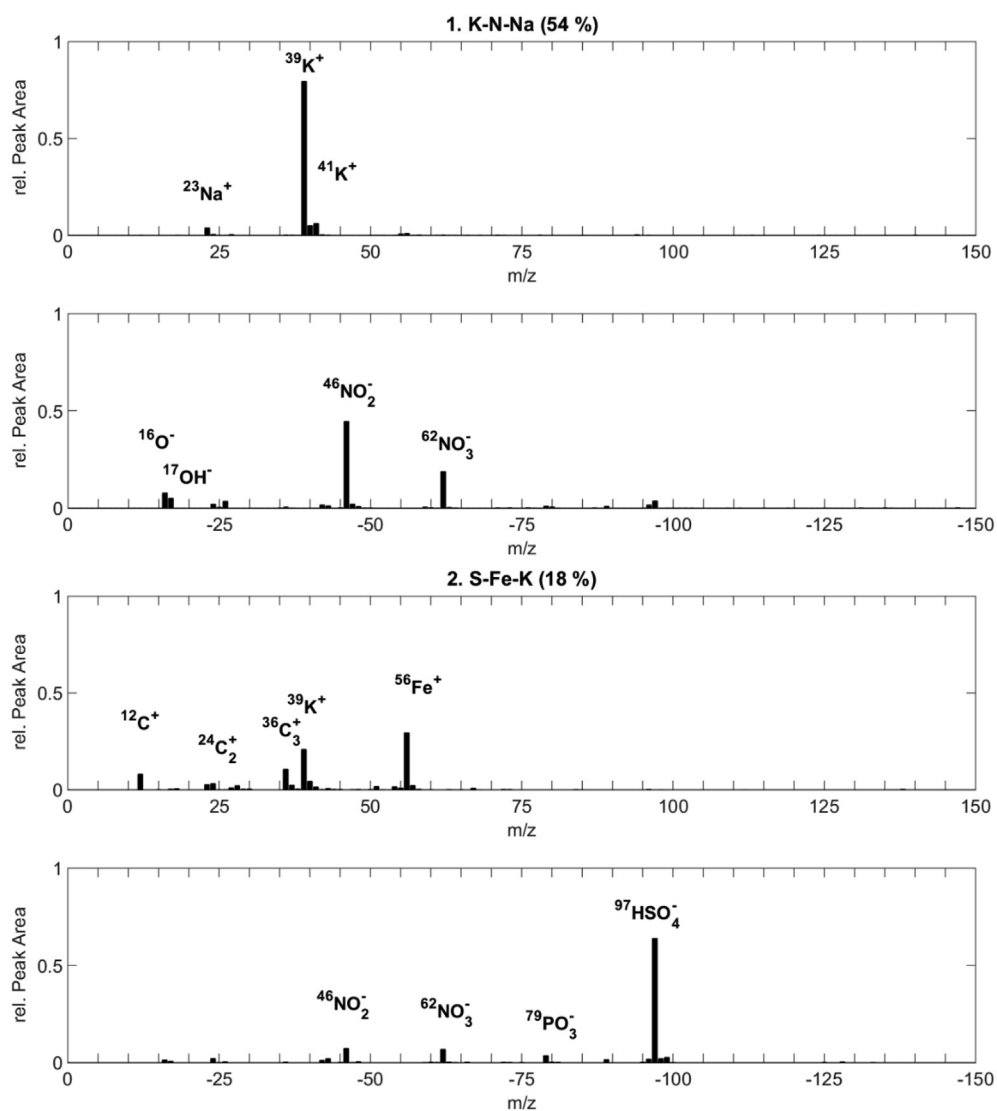 1. K-N-Na (54 %)
rel. Peak Area
1
0.5
0
³⁹K⁺
⁴¹K⁺
²³Na⁺
0 25 50 75 100 125 150
m/z
rel. Peak Area
1
0.5
0
⁴⁶NO₂⁻
⁶²NO₃⁻
¹⁶O⁻
¹⁷OH⁻
0 -25 -50 -75 -100 -125 -150
m/z
2. S-Fe-K (18 %)
rel. Peak Area
1
0.5
0
⁵⁶Fe⁺
³⁹K⁺
³⁶C₃⁺
¹²C⁺
²⁴C₂⁺
0 25 50 75 100 125 150
m/z
rel. Peak Area
1
0.5
0
⁹⁷HSO₄⁻
⁴⁶NO₂⁻
⁶²NO₃⁻
⁷⁹PO₃⁻
0 -25 -50 -75 -100 -125 -150
m/z